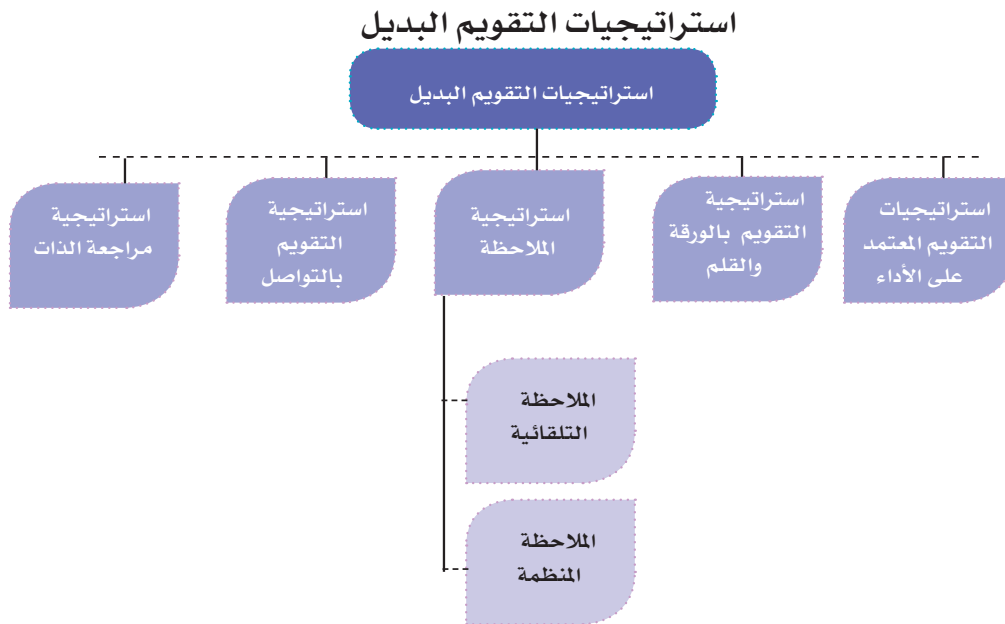 استراتيجيات التقويم البديل
استراتيجيات التقويم البديل
استراتيجيات
التقويم المعتمد
على الأداء
استراتيجية
التقويم بالورقة
والقلم
استراتيجية
الملاحظة
استراتيجية
التقويم
بالتواصل
استراتيجية
مراجعة الذات
الملاحظة
التلقائية
الملاحظة
المنظمة